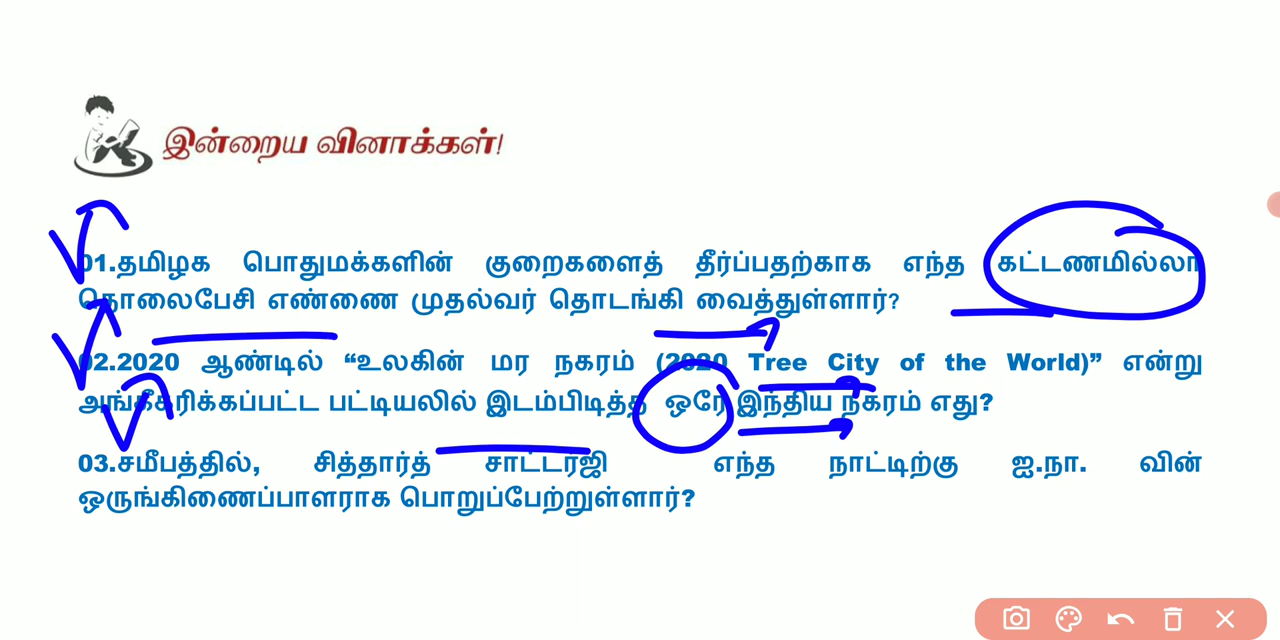 இன்றைய வினாக்கள்!
01.தமிழக பொதுமக்களின் குறைகளைத் தீர்ப்பதற்காக எந்த கட்டணமில்லா
தொலைபேசி எண்ணை முதல்வர் தொடங்கி வைத்துள்ளார்?
02.2020 ஆண்டில் “உலகின் மர நகரம் (2020 Tree City of the World)” என்று
அங்கீகரிக்கப்பட்ட பட்டியலில் இடம்பிடித்த ஒரே இந்திய நகரம் எது?
03.சமீபத்தில், சித்தார்த் சாட்டர்ஜி எந்த நாட்டிற்கு ஐ.நா. வின்
ஒருங்கிணைப்பாளராக பொறுப்பேற்றுள்ளார்?